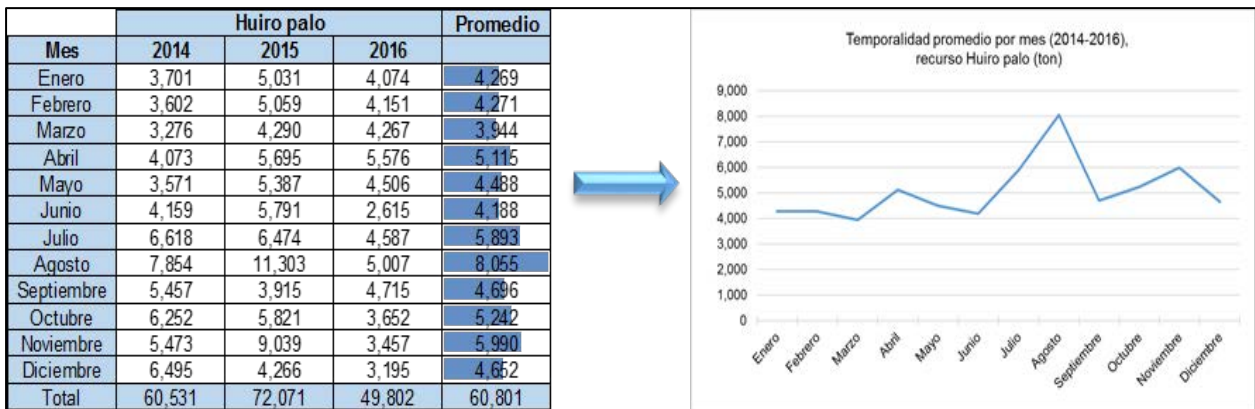 Huiro palo Promedio
Mes 2014 2015 2016
Enero 3,701 5,031 4,074 4,269
Febrero 3,602 5,059 4,151 4,271
Marzo 3,276 4,290 4,267 3,944
Abril 4,073 5,695 5,576 5,115
Mayo 3,571 5,387 4,506 4,488
Junio 4,159 5,791 2,615 4,188
Julio 6,618 6,474 4,587 5,893
Agosto 7,854 11,303 5,007 8,055
Septiembre 5,457 3,915 4,715 4,696
Octubre 6,252 5,821 3,652 5,242
Noviembre 5,473 9,039 3,457 5,990
Diciembre 6,495 4,266 3,195 4,652
Total 60,531 72,071 49,802 60,801
Temporalidad promedio por mes (2014-2016),
recurso Huiro palo (ton)
9,000
8,000
7,000
6,000
5,000
4,000
3,000
2,000
1,000
0
Enero Febrero Marzo Abril Mayo Junio Julio Agosto Septiembre Octubre Noviembre Diciembre